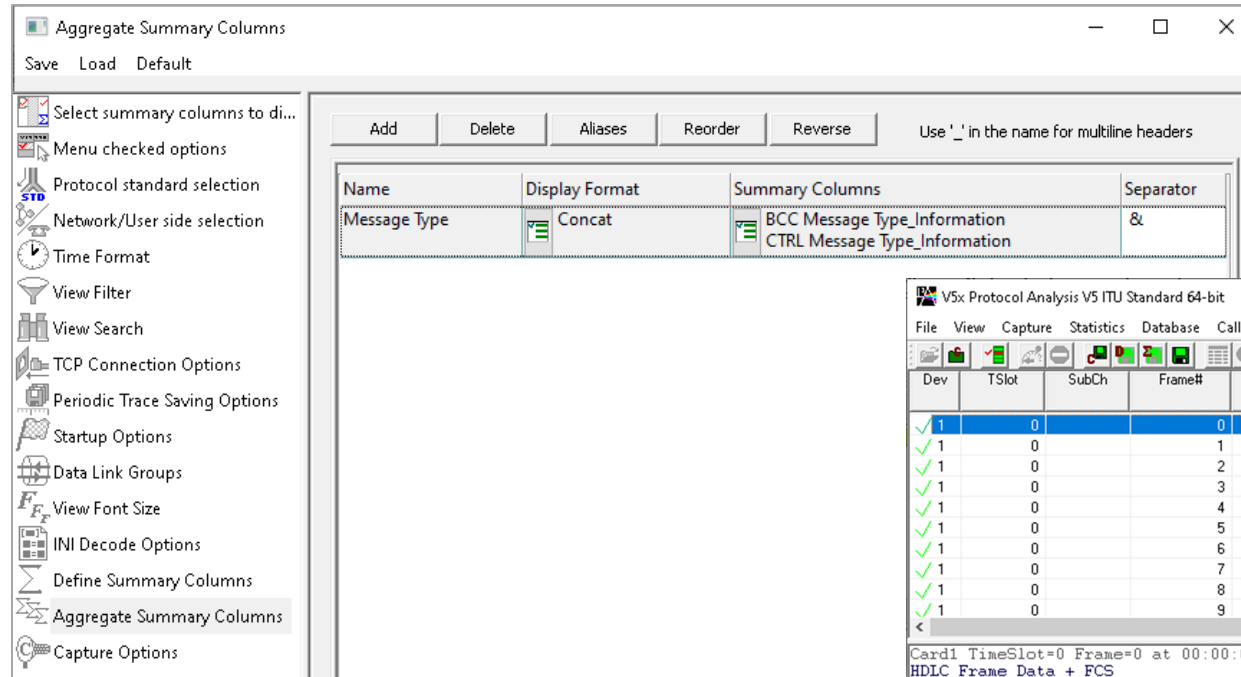 Aggregate Summary Columns
Save Load Default
Select summary columns to di...
Menu checked options
STD
Protocol standard selection
Network/User side selection
Time Format
View Filter
View Search
TCP Connection Options
Periodic Trace Saving Options
Startup Options
Data Link Groups
View Font Size
INI Decode Options
Define Summary Columns
Aggregate Summary Columns
Capture Options
Add Delete Aliases Reorder Reverse Use '_' in the name for multiline headers
Name Display Format Summary Columns Separator
Message Type Concat BCC Message Type_Information &
CTRL Message Type_Information
V5x Protocol Analysis V5 ITU Standard 64-bit
File View Capture Statistics Database Call
Dev TSlot SubCh Frame#
1 0 0
1 0 1
1 0 2
1 0 3
1 0 4
1 0 5
1 0 6
1 0 7
1 0 8
1 0 9
Card1 TimeSlot=0 Frame=0 at 00:00:
HDLC Frame Data + FCS